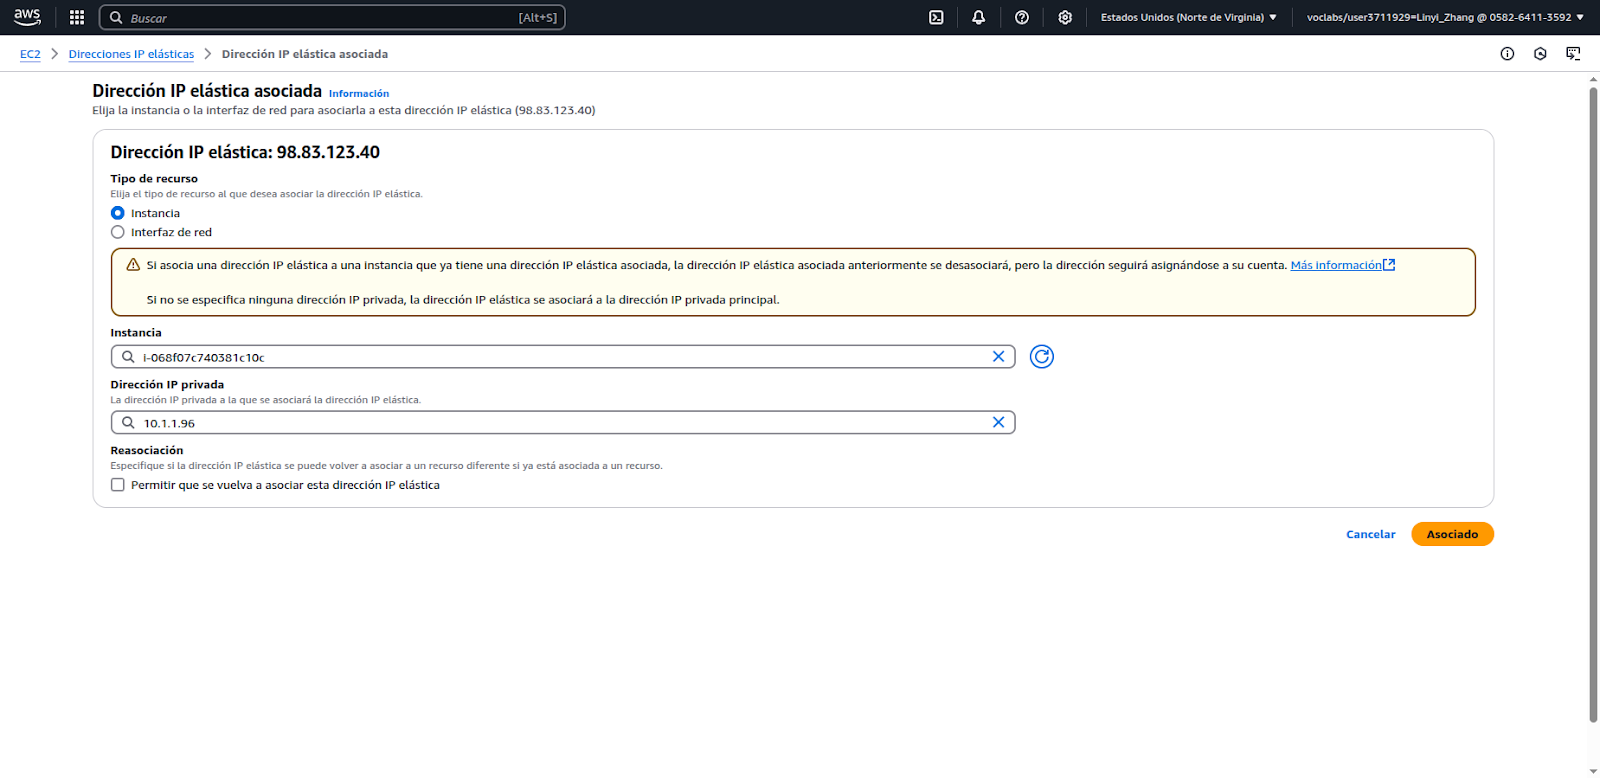 aws Buscar [Alt+S] Estados Unidos (Norte de Virginia) voclabs/user3711929=Linyi_Zhang @ 0582-6411-3592
EC2 Direcciones IP elásticas Dirección IP elástica asociada
Dirección IP elástica asociada Información
Elija la instancia o la interfaz de red para asociarla a esta dirección IP elástica (98.83.123.40)
Dirección IP elástica: 98.83.123.40
Tipo de recurso
Elija el tipo de recurso al que desea asociar la dirección IP elástica.
Instancia
Interfaz de red
Si asocia una dirección IP elástica a una instancia que ya tiene una dirección IP elástica asociada, la dirección IP elástica asociada anteriormente se desasociará, pero la dirección seguirá asignándose a su cuenta. Más información
Si no se especifica ninguna dirección IP privada, la dirección IP elástica se asociará a la dirección IP privada principal.
Instancia
i-068f07c740381c10c
Dirección IP privada
La dirección IP privada a la que se asociará la dirección IP elástica.
10.1.1.96
Reasociación
Especifique si la dirección IP elástica se puede volver a asociar a un recurso diferente si ya está asociada a un recurso.
Permitir que se vuelva a asociar esta dirección IP elástica
Cancelar Asociado